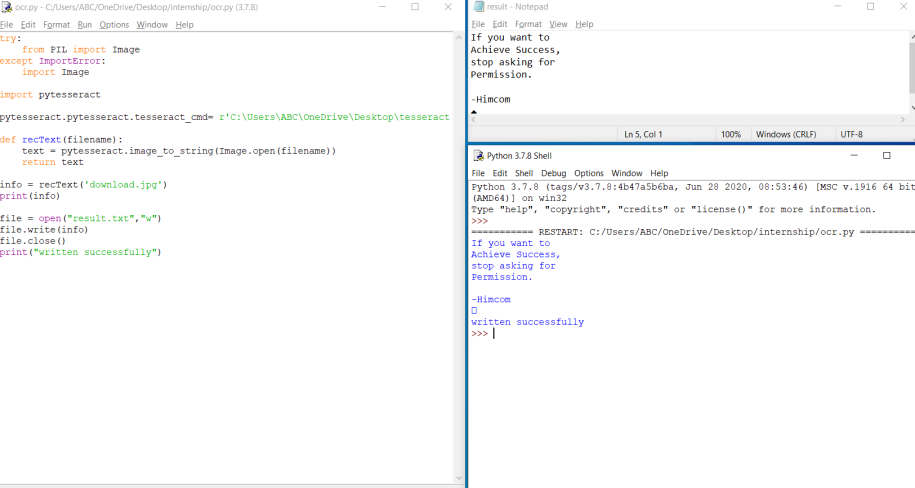 ocr.py - C:/Users/ABC/OneDrive/Desktop/internship/ocr.py (3.7.8)
File Edit Format Run Options Window Help
try:
    from PIL import Image
except ImportError:
    import Image

import pytesseract

pytesseract.pytesseract.tesseract_cmd= r'C:\Users\ABC\OneDrive\Desktop\tesseract

def recText(filename):
    text = pytesseract.image_to_string(Image.open(filename))
    return text

info = recText('download.jpg')
print(info)

file = open("result.txt","w")
file.write(info)
file.close()
print("written successfully")
result - Notepad
File Edit Format View Help
If you want to
Achieve Success,
stop asking for
Permission.

-Himcom
Ln 5, Col 1 100% Windows (CRLF) UTF-8
Python 3.7.8 Shell
File Edit Shell Debug Options Window Help
Python 3.7.8 (tags/v3.7.8:4b47a5b6ba, Jun 28 2020, 08:53:46) [MSC v.1916 64 bit
(AMD64)] on win32
Type "help", "copyright", "credits" or "license()" for more information.
>>>
=========== RESTART: C:/Users/ABC/OneDrive/Desktop/internship/ocr.py ==========
If you want to
Achieve Success,
stop asking for
Permission.

-Himcom

written successfully
>>>